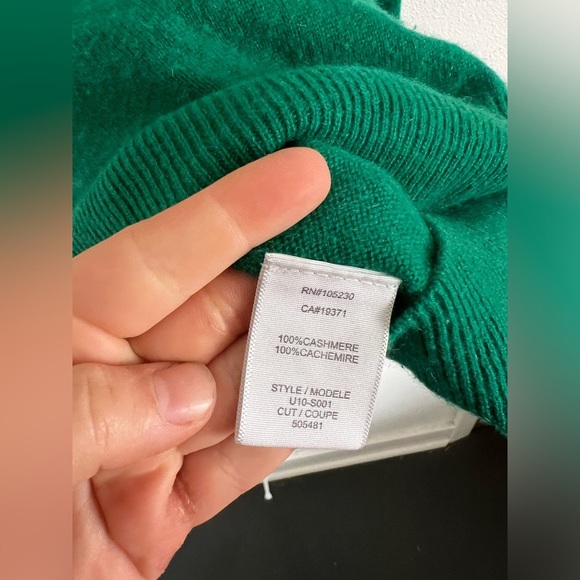 RN#105230
CA#19371
100%CASHMERE
100%CACHEMIRE
STYLE / MODELE
U10-S001
CUT / COUPE
505481